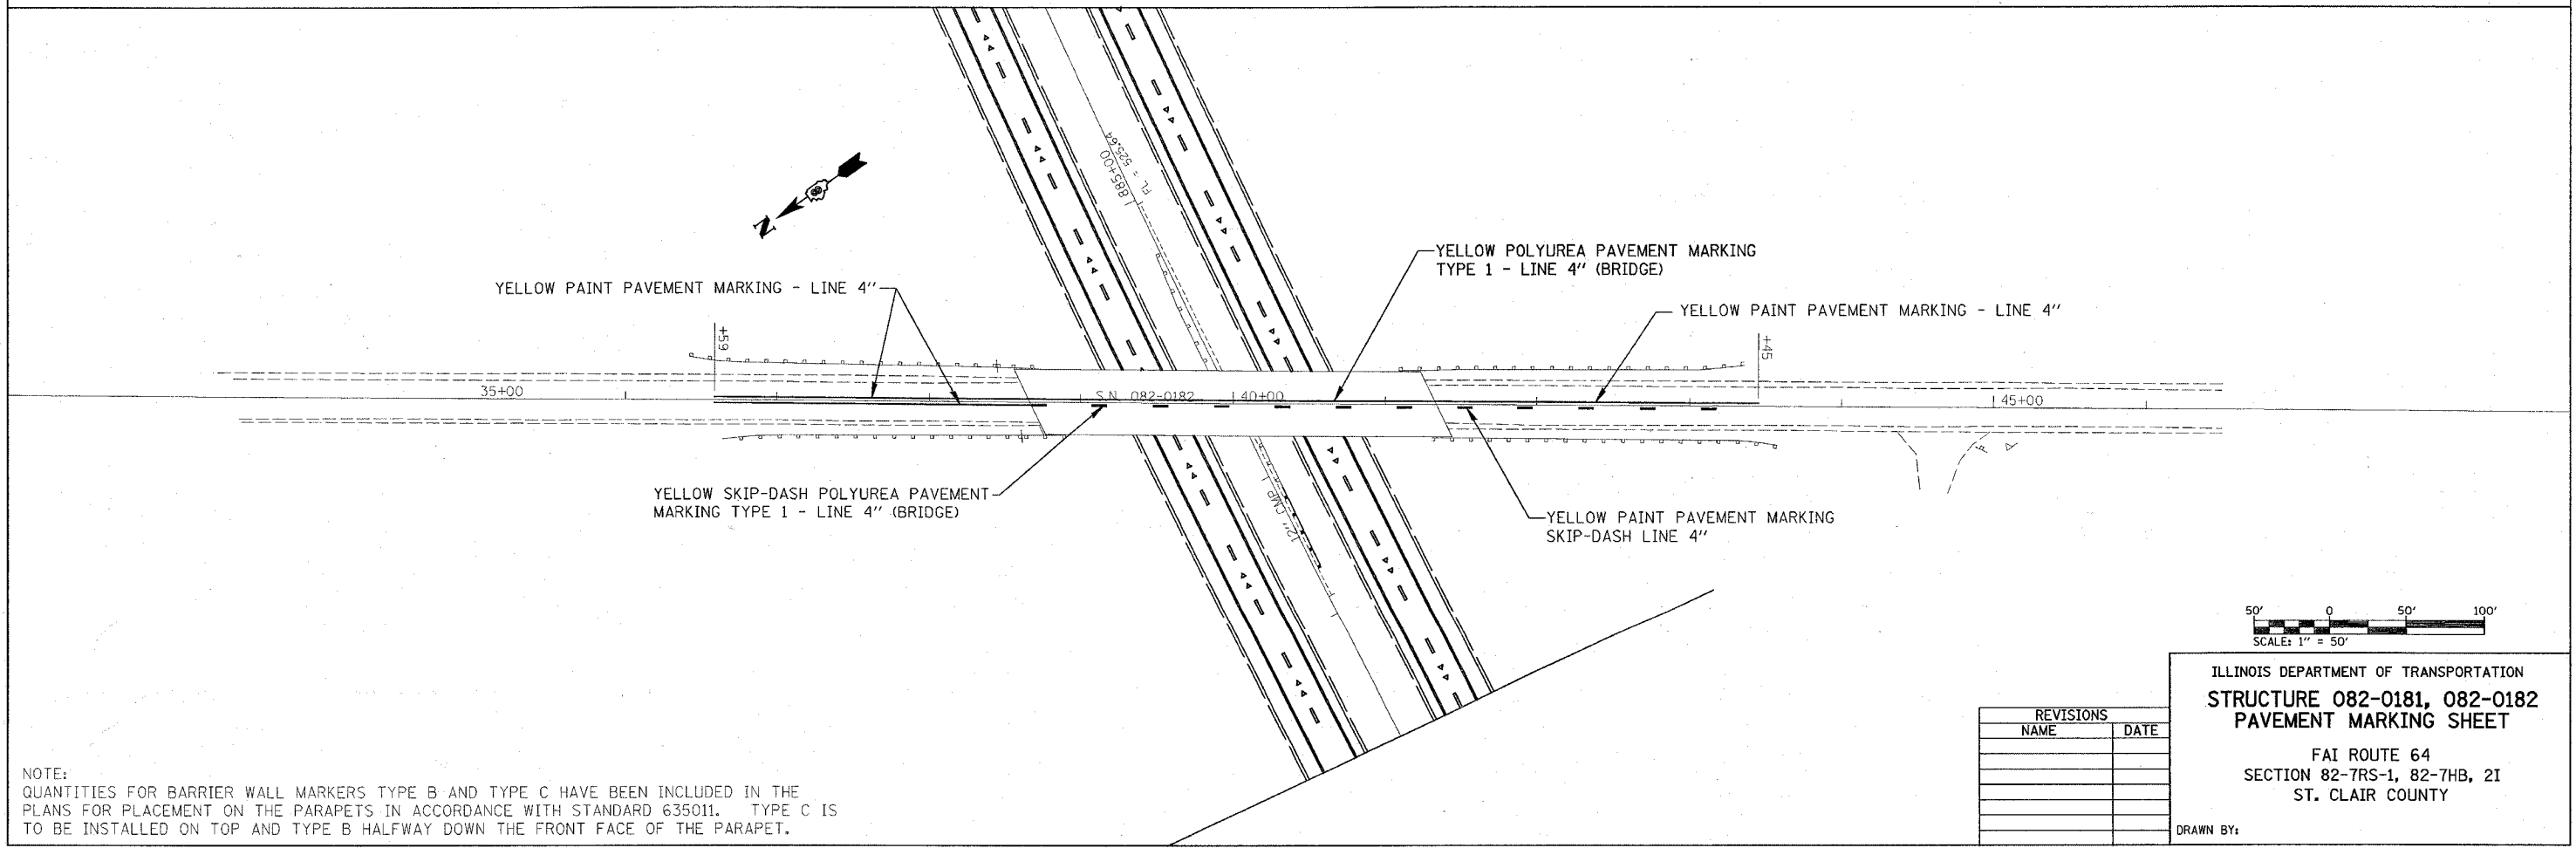 885+00
FL = 525.64
N
YELLOW POLYUREA PAVEMENT MARKING
TYPE 1 - LINE 4" (BRIDGE)
YELLOW PAINT PAVEMENT MARKING - LINE 4"
YELLOW PAINT PAVEMENT MARKING - LINE 4"
+59
+45
35+00
S.N. 082-0182
40+00
45+00
YELLOW SKIP-DASH POLYUREA PAVEMENT
MARKING TYPE 1 - LINE 4" (BRIDGE)
12" CMP
YELLOW PAINT PAVEMENT MARKING
SKIP-DASH LINE 4"
50' 0 50' 100'
SCALE: 1" = 50'
ILLINOIS DEPARTMENT OF TRANSPORTATION
STRUCTURE 082-0181, 082-0182
PAVEMENT MARKING SHEET
FAI ROUTE 64
SECTION 82-7RS-1, 82-7HB, 2I
ST. CLAIR COUNTY
DRAWN BY:
REVISIONS
NAME DATE
NOTE:
QUANTITIES FOR BARRIER WALL MARKERS TYPE B AND TYPE C HAVE BEEN INCLUDED IN THE
PLANS FOR PLACEMENT ON THE PARAPETS IN ACCORDANCE WITH STANDARD 635011. TYPE C IS
TO BE INSTALLED ON TOP AND TYPE B HALFWAY DOWN THE FRONT FACE OF THE PARAPET.